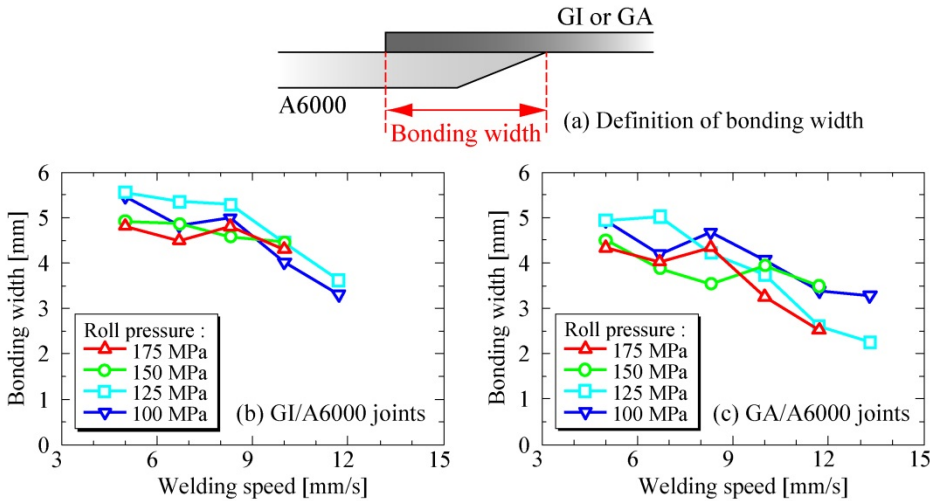 GI or GA
A6000
Bonding width
(a) Definition of bonding width
6
5
4
3
2
1
0
Bonding width [mm]
Roll pressure :
175 MPa
150 MPa
125 MPa
100 MPa
(b) GI/A6000 joints
3 6 9 12 15
Welding speed [mm/s]
6
5
4
3
2
1
0
Bonding width [mm]
Roll pressure :
175 MPa
150 MPa
125 MPa
100 MPa
(c) GA/A6000 joints
3 6 9 12 15
Welding speed [mm/s]